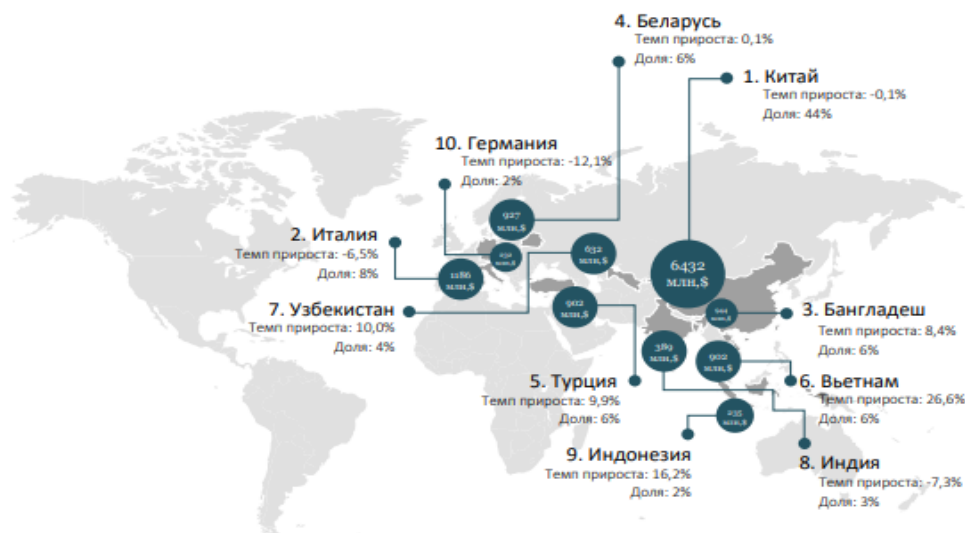 4. Беларусь
Темп прироста: 0,1%
Доля: 6%
1. Китай
Темп прироста: -0,1%
Доля: 44%
10. Германия
Темп прироста: -12,1%
Доля: 2%
927
млн,$
2. Италия
Темп прироста: -6,5%
Доля: 8%
632
млн,$
1186
млн,$
6432
млн,$
902
млн,$
7. Узбекистан
Темп прироста: 10,0%
Доля: 4%
3. Бангладеш
Темп прироста: 8,4%
Доля: 6%
389
млн,$
902
млн,$
5. Турция
Темп прироста: 9,9%
Доля: 6%
6. Вьетнам
Темп прироста: 26,6%
Доля: 6%
235
млн,$
9. Индонезия
Темп прироста: 16,2%
Доля: 2%
8. Индия
Темп прироста: -7,3%
Доля: 3%